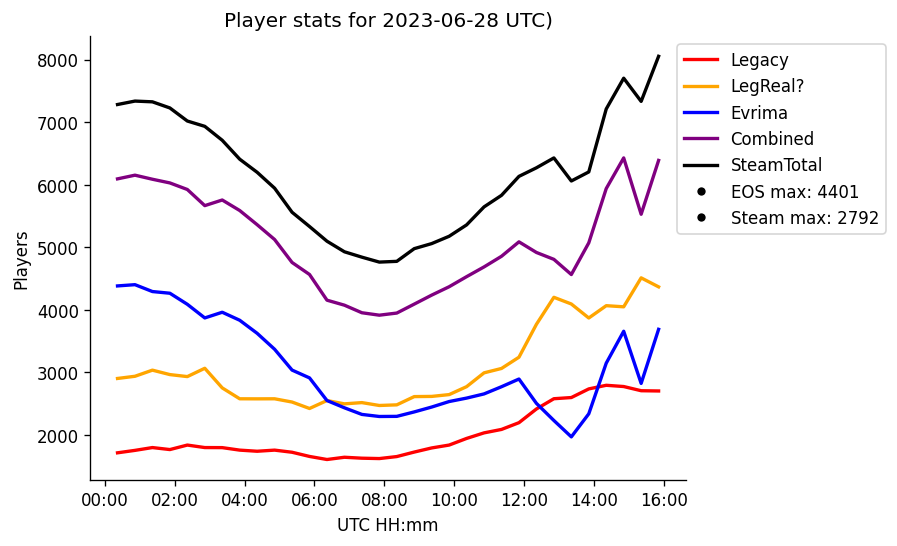 Player stats for 2023-06-28 UTC)
Legacy
LegReal?
Evrima
Combined
SteamTotal
EOS max: 4401
Steam max: 2792
8000
7000
6000
5000
4000
3000
2000
Players
00:00 02:00 04:00 06:00 08:00 10:00 12:00 14:00 16:00
UTC HH:mm